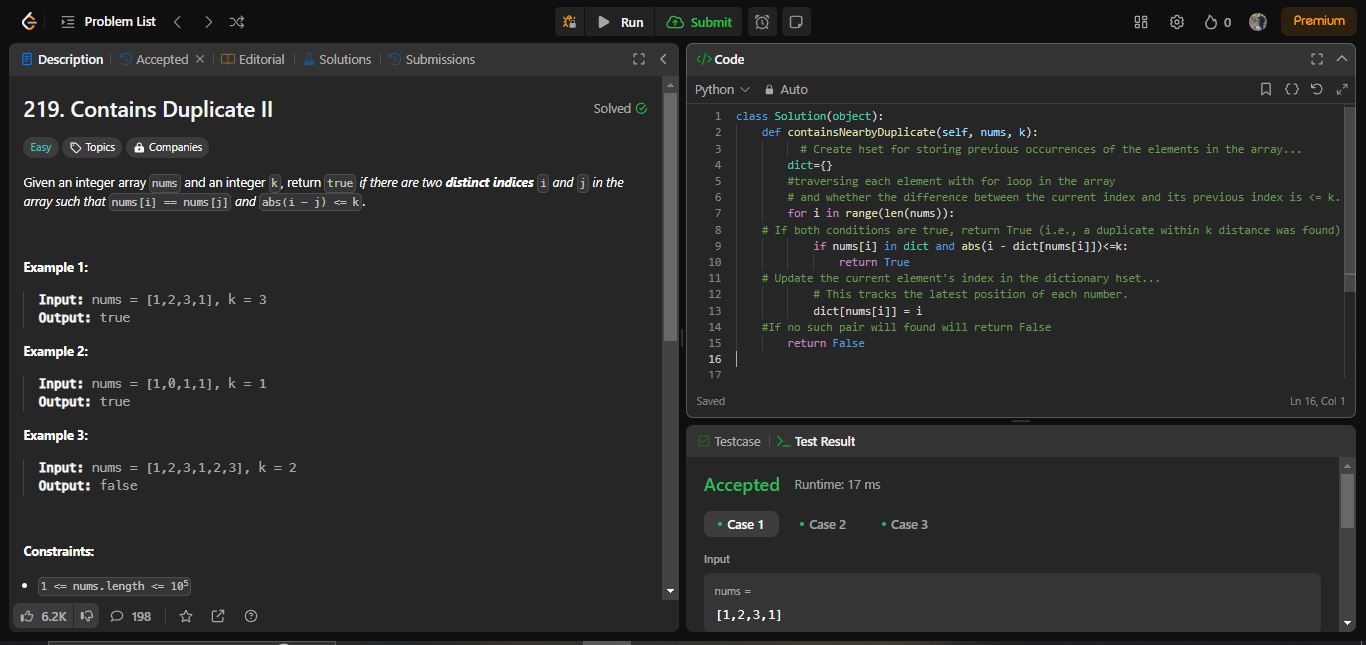 Problem List
Run
Submit
0
Premium
Description
Accepted
Editorial
Solutions
Submissions
219. Contains Duplicate II
Solved
Easy
Topics
Companies
Given an integer array nums and an integer k, return true if there are two distinct indices i and j in the
array such that nums[i] == nums[j] and abs(i - j) <= k.
Example 1:
Input: nums = [1,2,3,1], k = 3
Output: true
Example 2:
Input: nums = [1,0,1,1], k = 1
Output: true
Example 3:
Input: nums = [1,2,3,1,2,3], k = 2
Output: false
Constraints:
1 <= nums.length <= 10⁵
6.2K
198
</> Code
Python
Auto
1 class Solution(object):
2 def containsNearbyDuplicate(self, nums, k):
3 # Create hset for storing previous occurrences of the elements in the array...
4 dict={}
5 #traversing each element with for loop in the array
6 # and whether the difference between the current index and its previous index is <= k.
7 for i in range(len(nums)):
8 # If both conditions are true, return True (i.e., a duplicate within k distance was found)
9 if nums[i] in dict and abs(i - dict[nums[i]])<=k:
10 return True
11 # Update the current element's index in the dictionary hset...
12 # This tracks the latest position of each number.
13 dict[nums[i]] = i
14 #If no such pair will found will return False
15 return False
16
17
Saved
Ln 16, Col 1
Testcase
Test Result
Accepted
Runtime: 17 ms
Case 1
Case 2
Case 3
Input
nums =
[1,2,3,1]